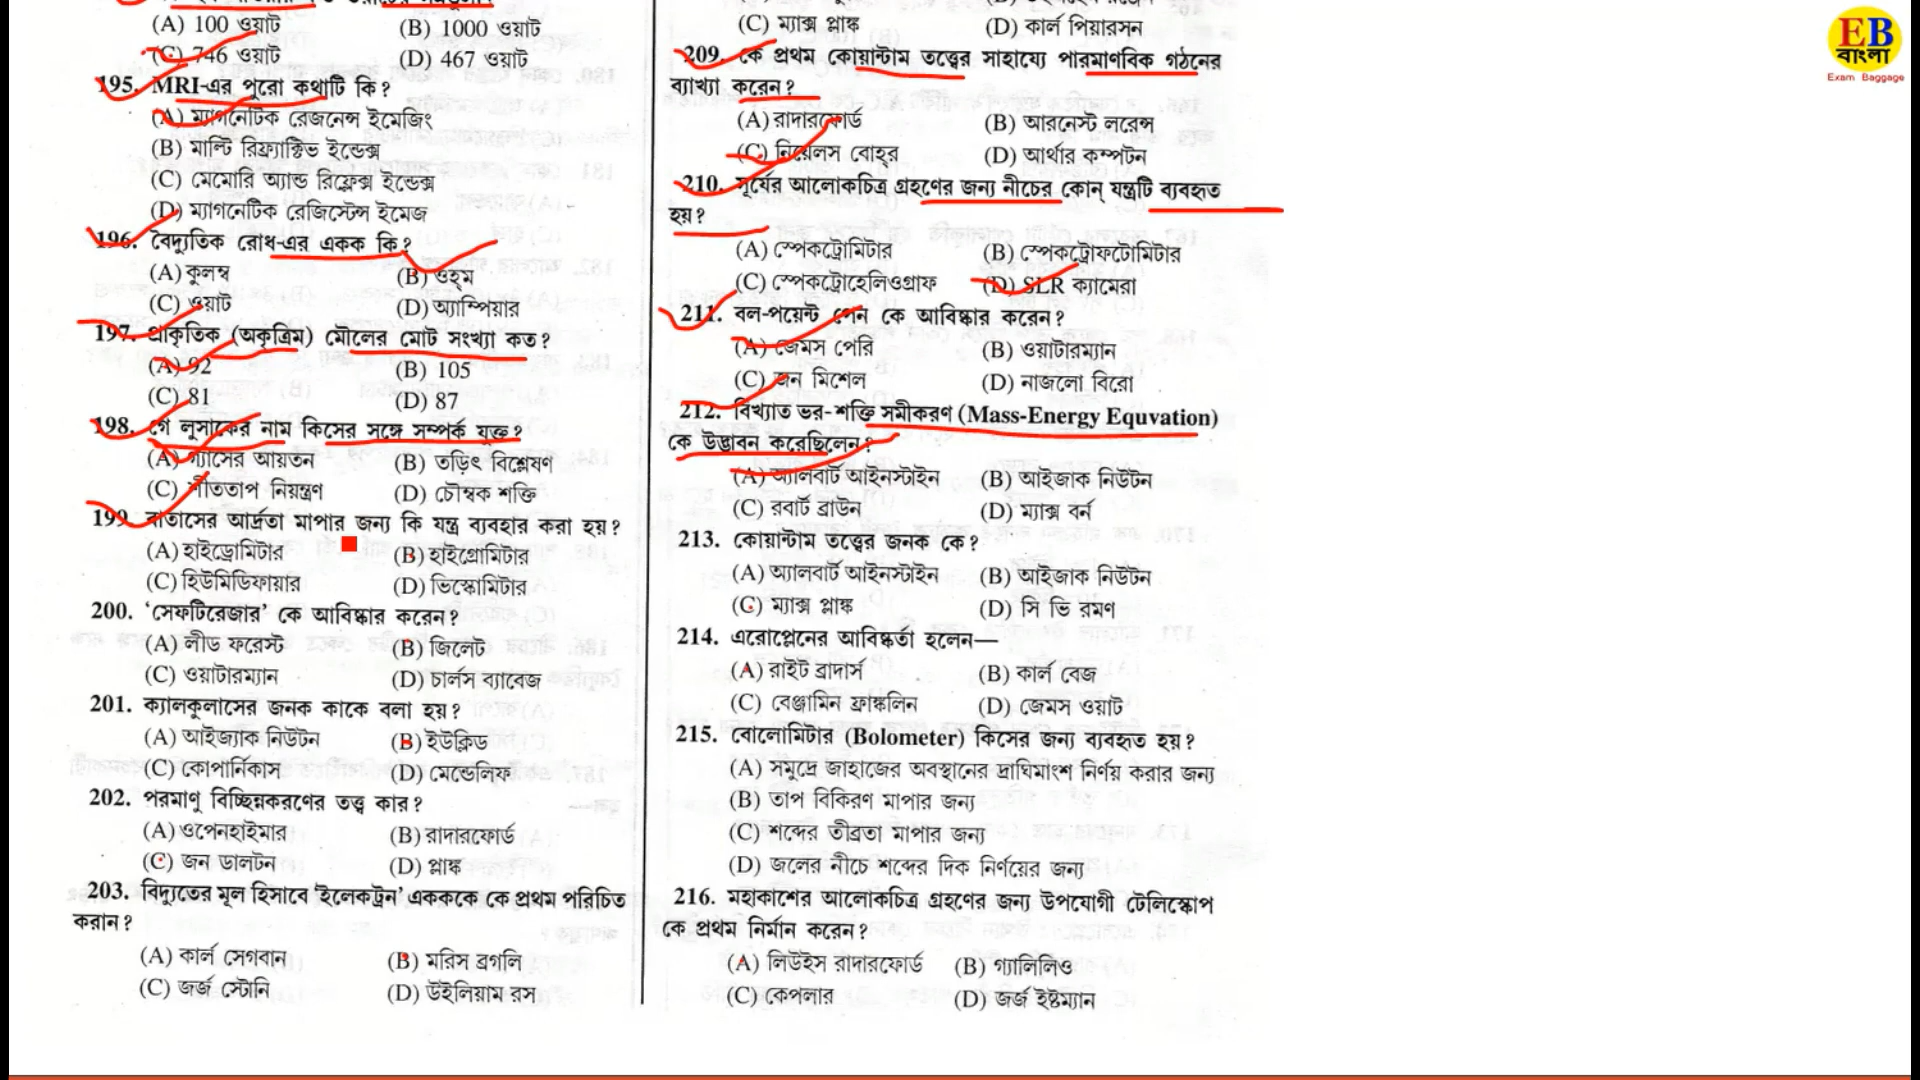 (A) 100 ওয়াট (B) 1000 ওয়াট
(C) 746 ওয়াট (D) 467 ওয়াট
195. MRI-এর পুরো কথাটি কি?
(A) ম্যাগনেটিক রেজনেন্স ইমেজিং
(B) মাল্টি রিফ্র্যাক্টিভ ইন্ডেক্স
(C) মেমোরি অ্যান্ড রিফ্লেক্স ইন্ডেক্স
(D) ম্যাগনেটিক রেজিস্টেন্স ইমেজ
196. বৈদ্যুতিক রোধ-এর একক কি?
(A) কুলম্ব (B) ওহ্‌ম
(C) ওয়াট (D) অ্যাম্পিয়ার
197. প্রাকৃতিক (অকৃত্রিম) মৌলের মোট সংখ্যা কত?
(A) 92 (B) 105
(C) 81 (D) 87
198. গে লুসাকের নাম কিসের সঙ্গে সম্পর্ক যুক্ত?
(A) গ্যাসের আয়তন (B) তড়িৎ বিশ্লেষণ
(C) শীততাপ নিয়ন্ত্রণ (D) চৌম্বক শক্তি
199. বাতাসের আর্দ্রতা মাপার জন্য কি যন্ত্র ব্যবহার করা হয়?
(A) হাইড্রোমিটার (B) হাইগ্রোমিটার
(C) হিউমিডিফায়ার (D) ভিস্কোমিটার
200. ‘সেফটিরেজার’ কে আবিষ্কার করেন?
(A) লীড ফরেস্ট (B) জিলেট
(C) ওয়াটারম্যান (D) চার্লস ব্যাবেজ
201. ক্যালকুলাসের জনক কাকে বলা হয়?
(A) আইজ্যাক নিউটন (B) ইউক্লিড
(C) কোপার্নিকাস (D) মেন্ডেলিফ
202. পরমাণু বিচ্ছিন্নকরণের তত্ত্ব কার?
(A) ওপেনহাইমার (B) রাদারফোর্ড
(C) জন ডালটন (D) প্লাঙ্ক
203. বিদ্যুতের মূল হিসাবে ‘ইলেকট্রন’ এককককে কে প্রথম পরিচিত
করান?
(A) কার্ল সেগবান (B) মরিস ব্রগলি
(C) জর্জ স্টোনি (D) উইলিয়াম রস
(C) ম্যাক্স প্লাঙ্ক (D) কার্ল পিয়ারসন
209. কে প্রথম কোয়ান্টাম তত্ত্বের সাহায্যে পারমাণবিক গঠনের
ব্যাখ্যা করেন?
(A) রাদারফোর্ড (B) আরনেস্ট লরেন্স
(C) নিয়েলস বোহ্‌র (D) আর্থার কম্পটন
210. সূর্যের আলোকচিত্র গ্রহণের জন্য নীচের কোন্ যন্ত্রটি ব্যবহৃত
হয়?
(A) স্পেকট্রোমিটার (B) স্পেকট্রোফটোমিটার
(C) স্পেকট্রোহেলিওগ্রাফ (D) SLR ক্যামেরা
211. বল-পয়েন্ট পেন কে আবিষ্কার করেন?
(A) জেমস পেরি (B) ওয়াটারম্যান
(C) জন মিশেল (D) নাজলো বিরো
212. বিখ্যাত ভর-শক্তি সমীকরণ (Mass-Energy Equvation)
কে উদ্ভাবন করেছিলেন?
(A) অ্যালবার্ট আইনস্টাইন (B) আইজাক নিউটন
(C) রবার্ট ব্রাউন (D) ম্যাক্স বর্ন
213. কোয়ান্টাম তত্ত্বের জনক কে?
(A) অ্যালবার্ট আইনস্টাইন (B) আইজাক নিউটন
(C) ম্যাক্স প্লাঙ্ক (D) সি ভি রমণ
214. এরোপ্লেনের আবিষ্কর্তা হলেন—
(A) রাইট ব্রাদার্স (B) কার্ল বেজ
(C) বেঞ্জামিন ফ্রাঙ্কলিন (D) জেমস ওয়াট
215. বোলোমিটার (Bolometer) কিসের জন্য ব্যবহৃত হয়?
(A) সমুদ্রে জাহাজের অবস্থানের দ্রাঘিমাংশ নির্ণয় করার জন্য
(B) তাপ বিকিরণ মাপার জন্য
(C) শব্দের তীব্রতা মাপার জন্য
(D) জলের নীচে শব্দের দিক নির্ণয়ের জন্য
216. মহাকাশের আলোকচিত্র গ্রহণের জন্য উপযোগী টেলিস্কোপ
কে প্রথম নির্মান করেন?
(A) লিউইস রাদারফোর্ড (B) গ্যালিলিও
(C) কেপলার (D) জর্জ ইষ্টম্যান
EB
বাংলা
Exam Baggage